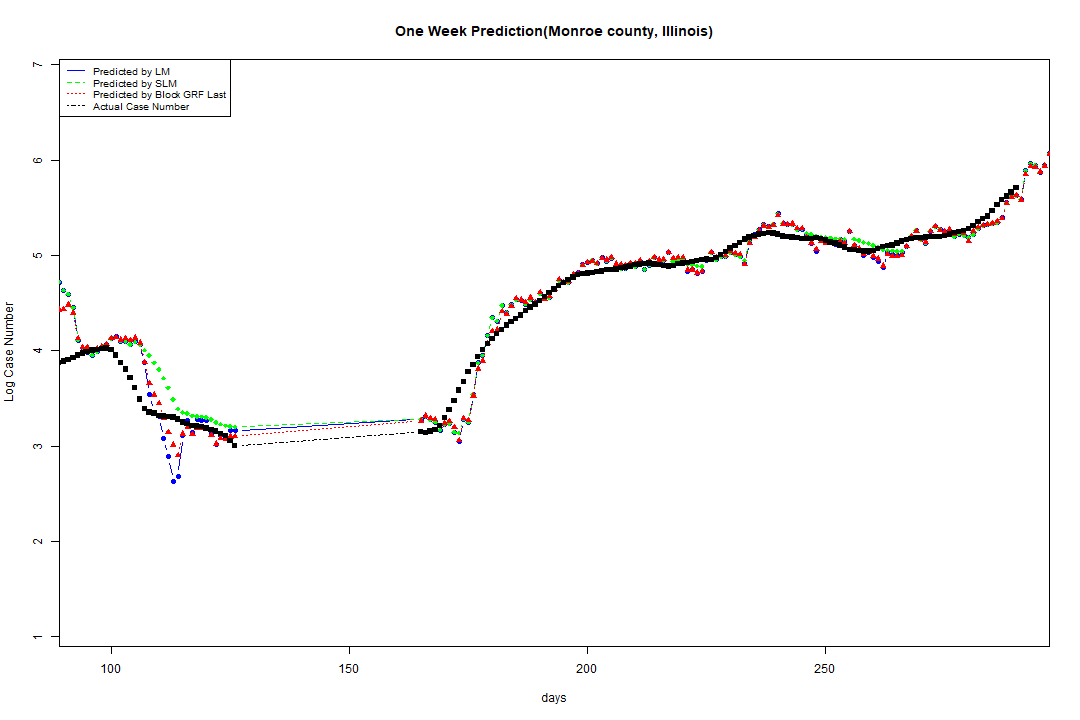 One Week Prediction(Monroe county, Illinois)
7
6
5
4
3
2
1
Log Case Number
Predicted by LM
Predicted by SLM
Predicted by Block GRF Last
Actual Case Number
100
150
200
250
days